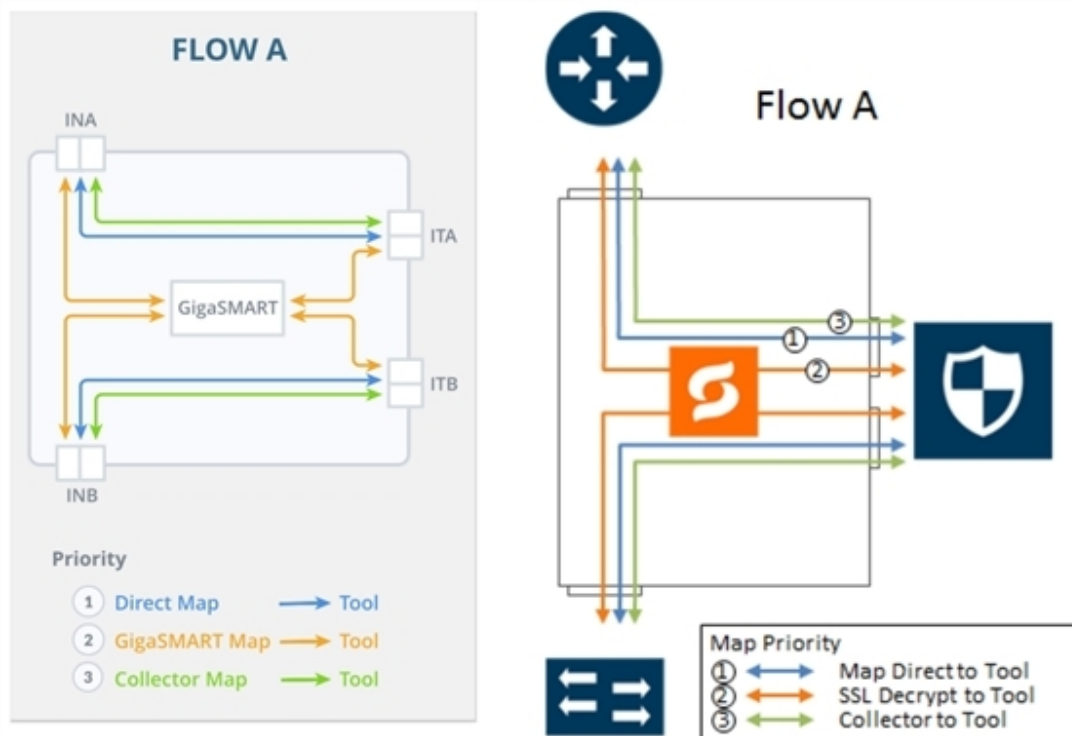 FLOW A
INA
ITA
GigaSMART
ITB
INB
Priority
1 Direct Map Tool
2 GigaSMART Map Tool
3 Collector Map Tool
Flow A
3
1
2
Map Priority
1 Map Direct to Tool
2 SSL Decrypt to Tool
3 Collector to Tool